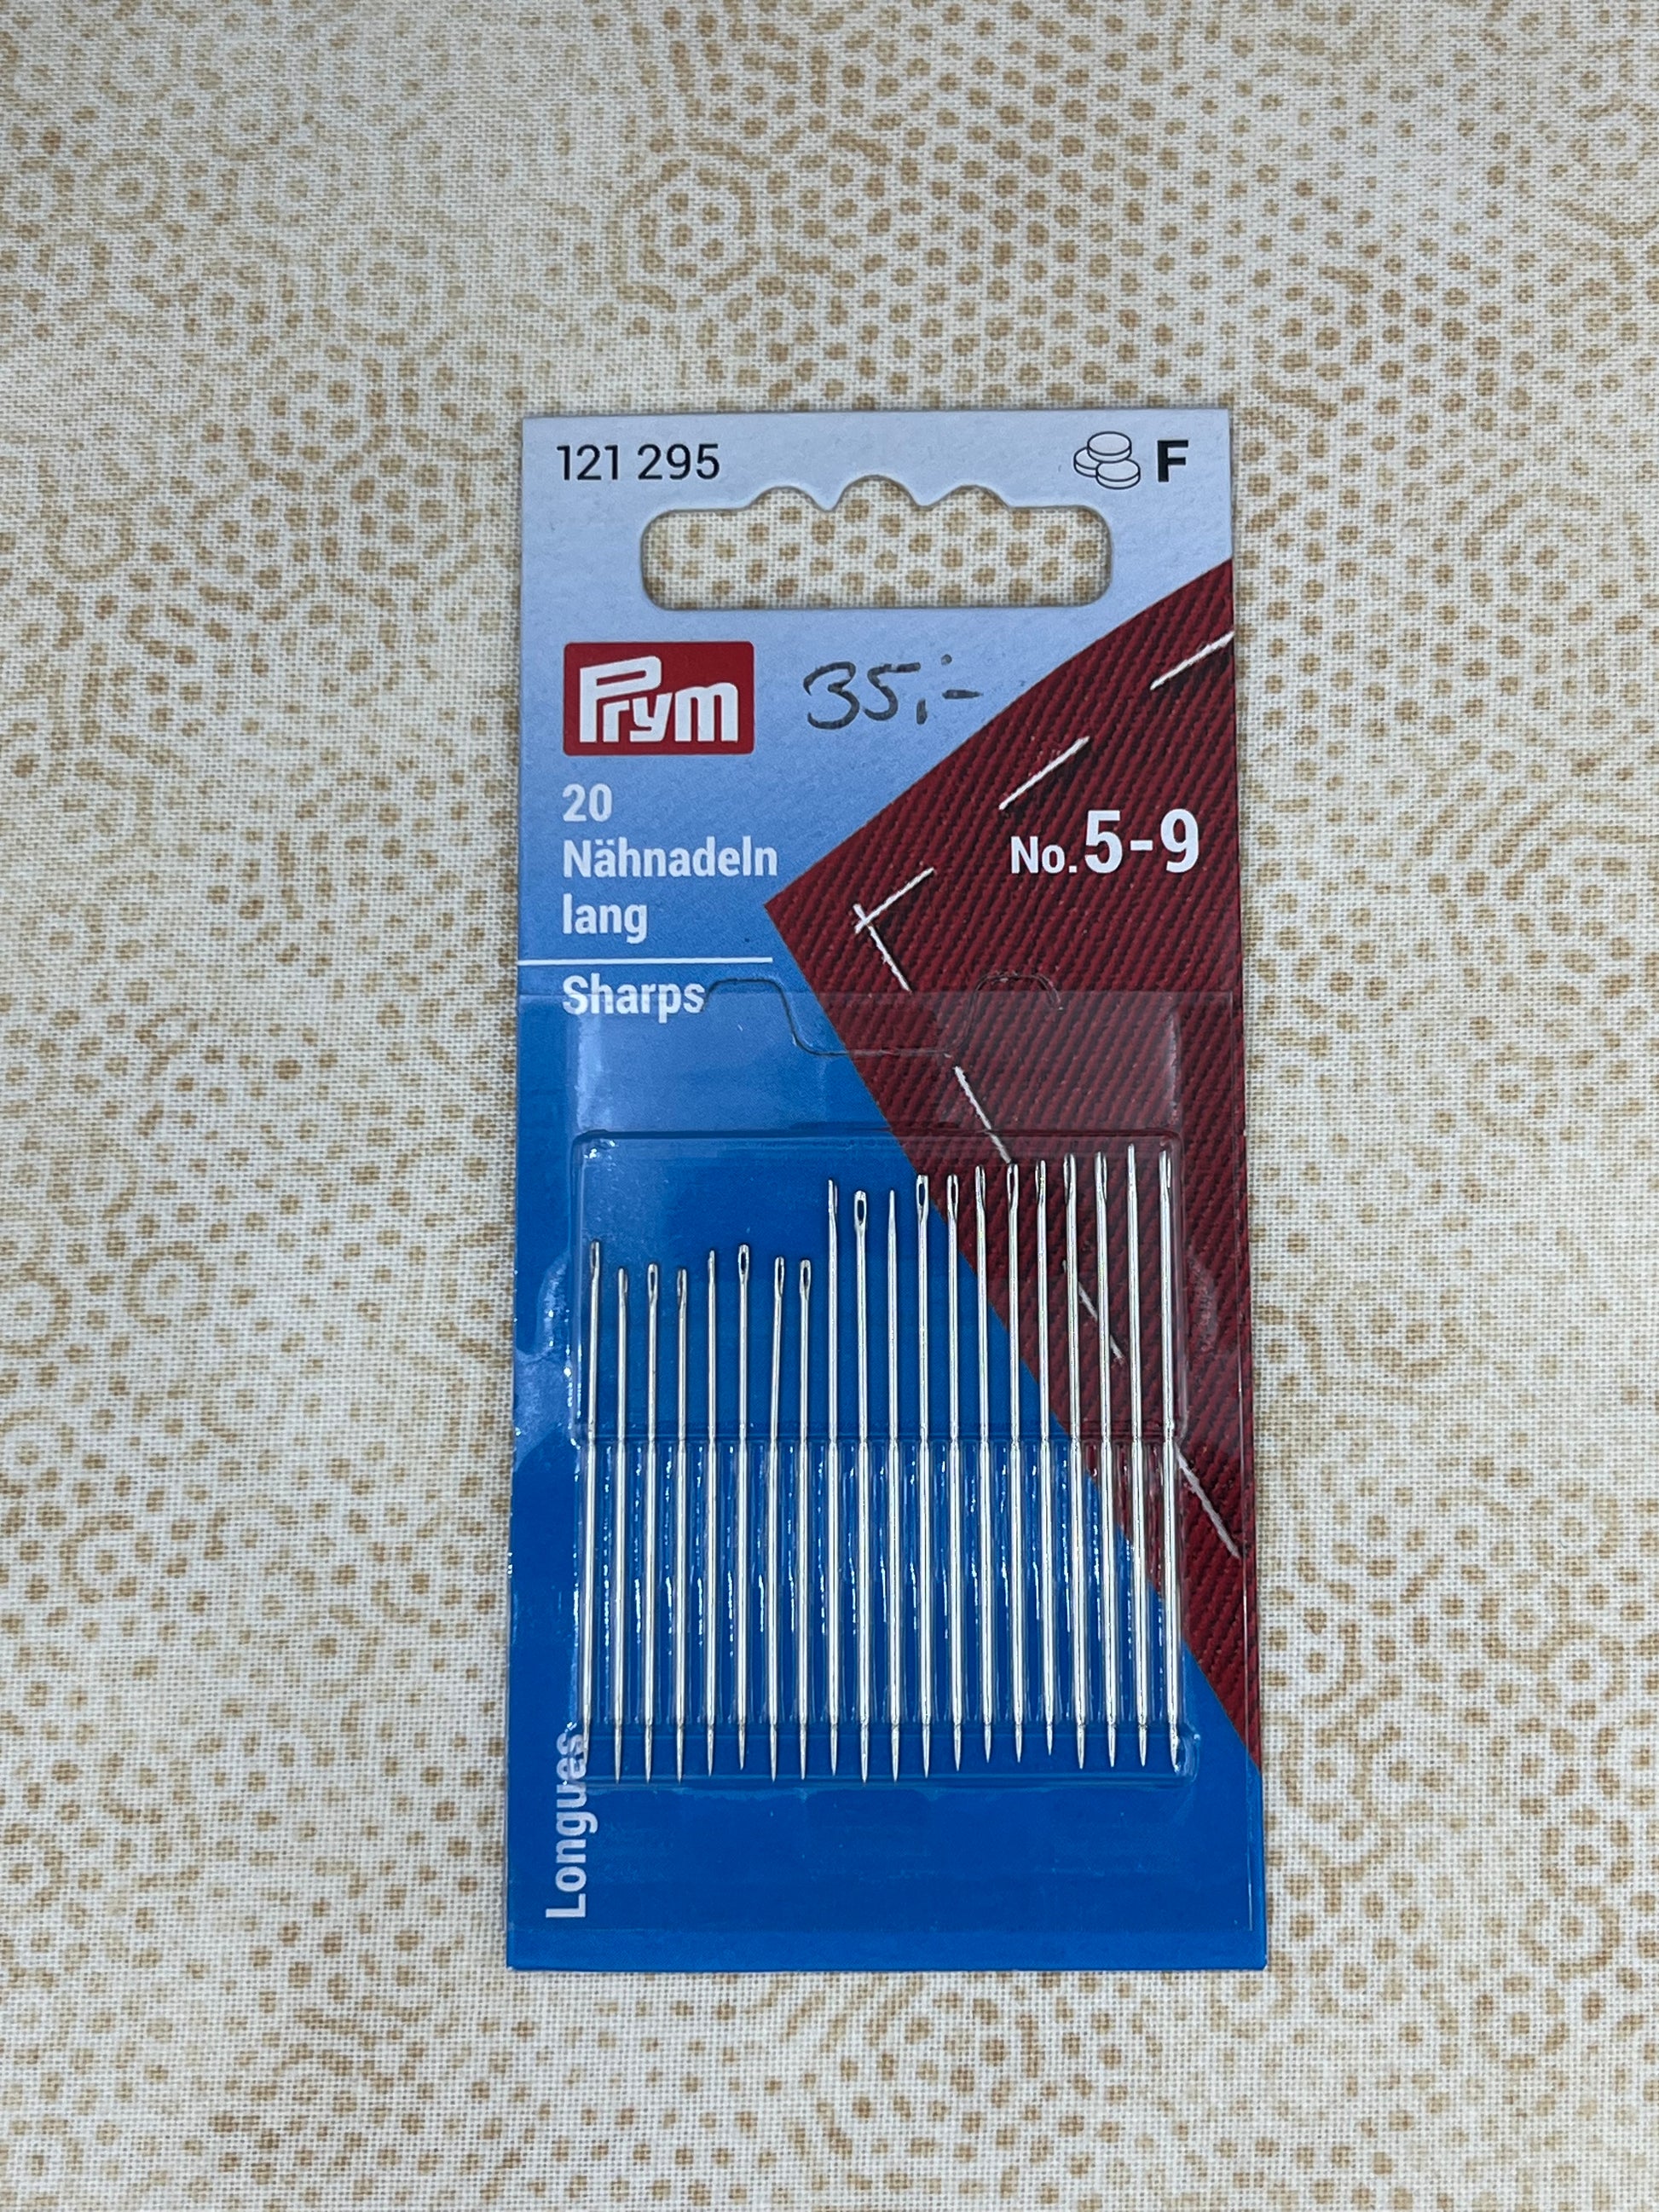 121 295
F
Prym
35,-
20
Nähnadeln
lang
No. 5-9
Sharps
Longues